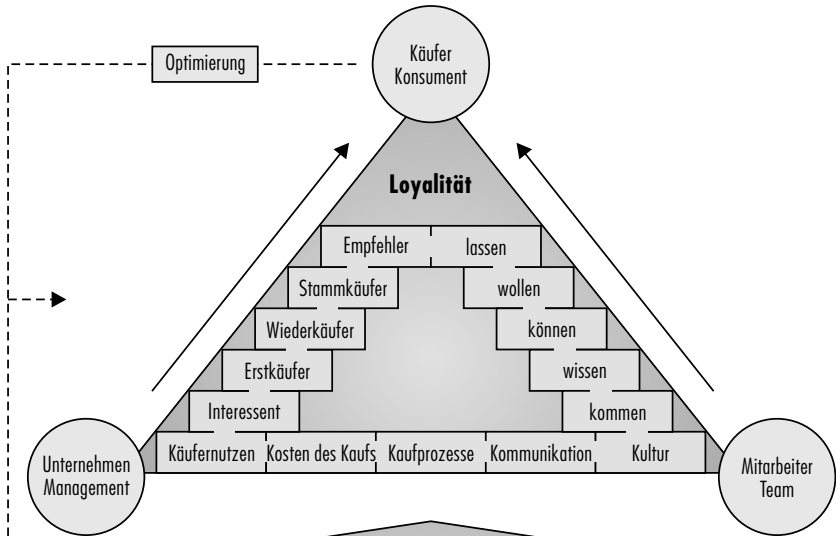 Käufer
Konsument
Optimierung
Loyalität
Empfehler lassen
Stammkäufer wollen
Wiederkäufer können
Erstkäufer wissen
Interessent kommen
Käufernutzen Kosten des Kaufs Kaufprozesse Kommunikation Kultur
Unternehmen
Management
Mitarbeiter
Team